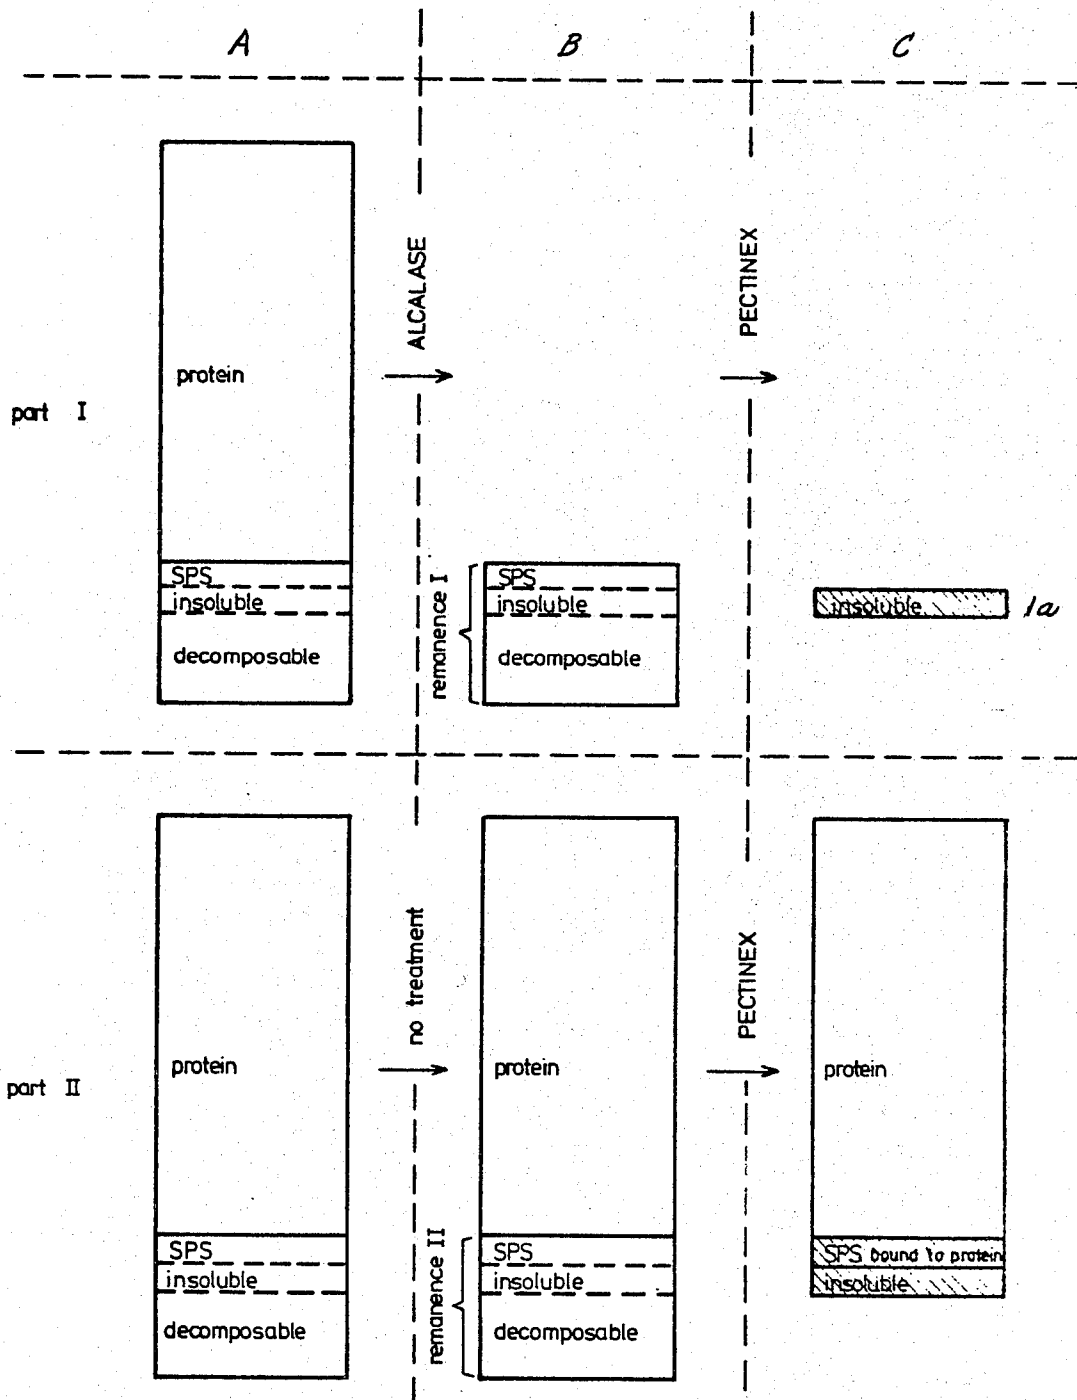 A
B
C
part I
protein
SPS
insoluble
decomposable
ALCALASE
remanence I
SPS
insoluble
decomposable
PECTINEX
insoluble
1a
part II
protein
SPS
insoluble
decomposable
no treatment
remanence II
protein
SPS
insoluble
decomposable
PECTINEX
protein
SPS bound to protein
insoluble